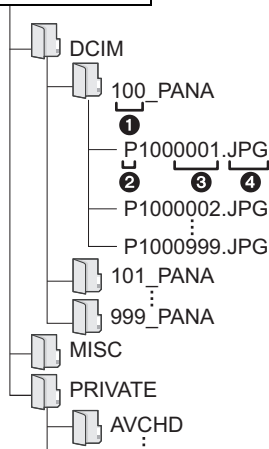 DCIM
100_PANA
❶
P1000001.JPG
❷ ❸ ❹
P1000002.JPG
P1000999.JPG
101_PANA
999_PANA
MISC
PRIVATE
AVCHD